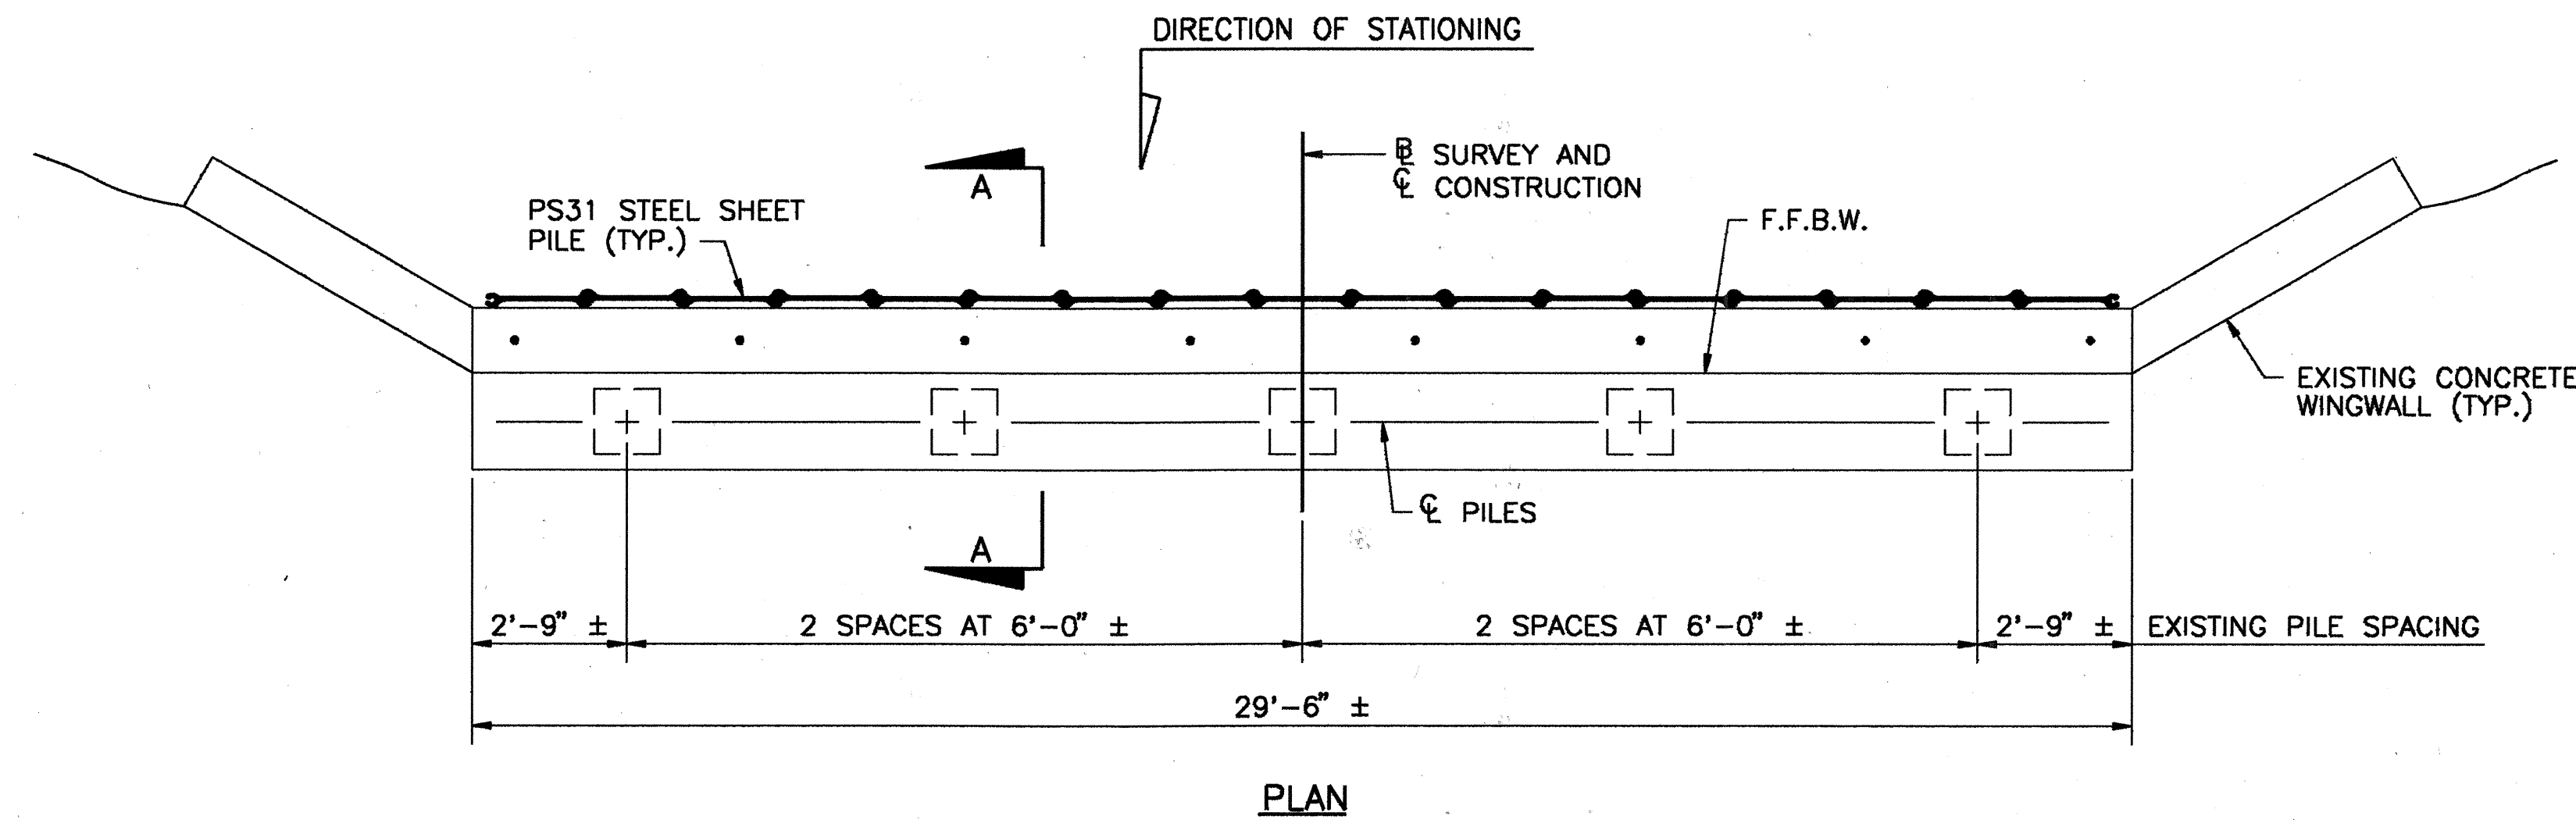 DIRECTION OF STATIONING
℄ SURVEY AND
℄ CONSTRUCTION
A
PS31 STEEL SHEET
PILE (TYP.)
F.F.B.W.
EXISTING CONCRETE
WINGWALL (TYP.)
℄ PILES
A
2'-9" ±
2 SPACES AT 6'-0" ±
2 SPACES AT 6'-0" ±
2'-9" ±
EXISTING PILE SPACING
29'-6" ±
PLAN